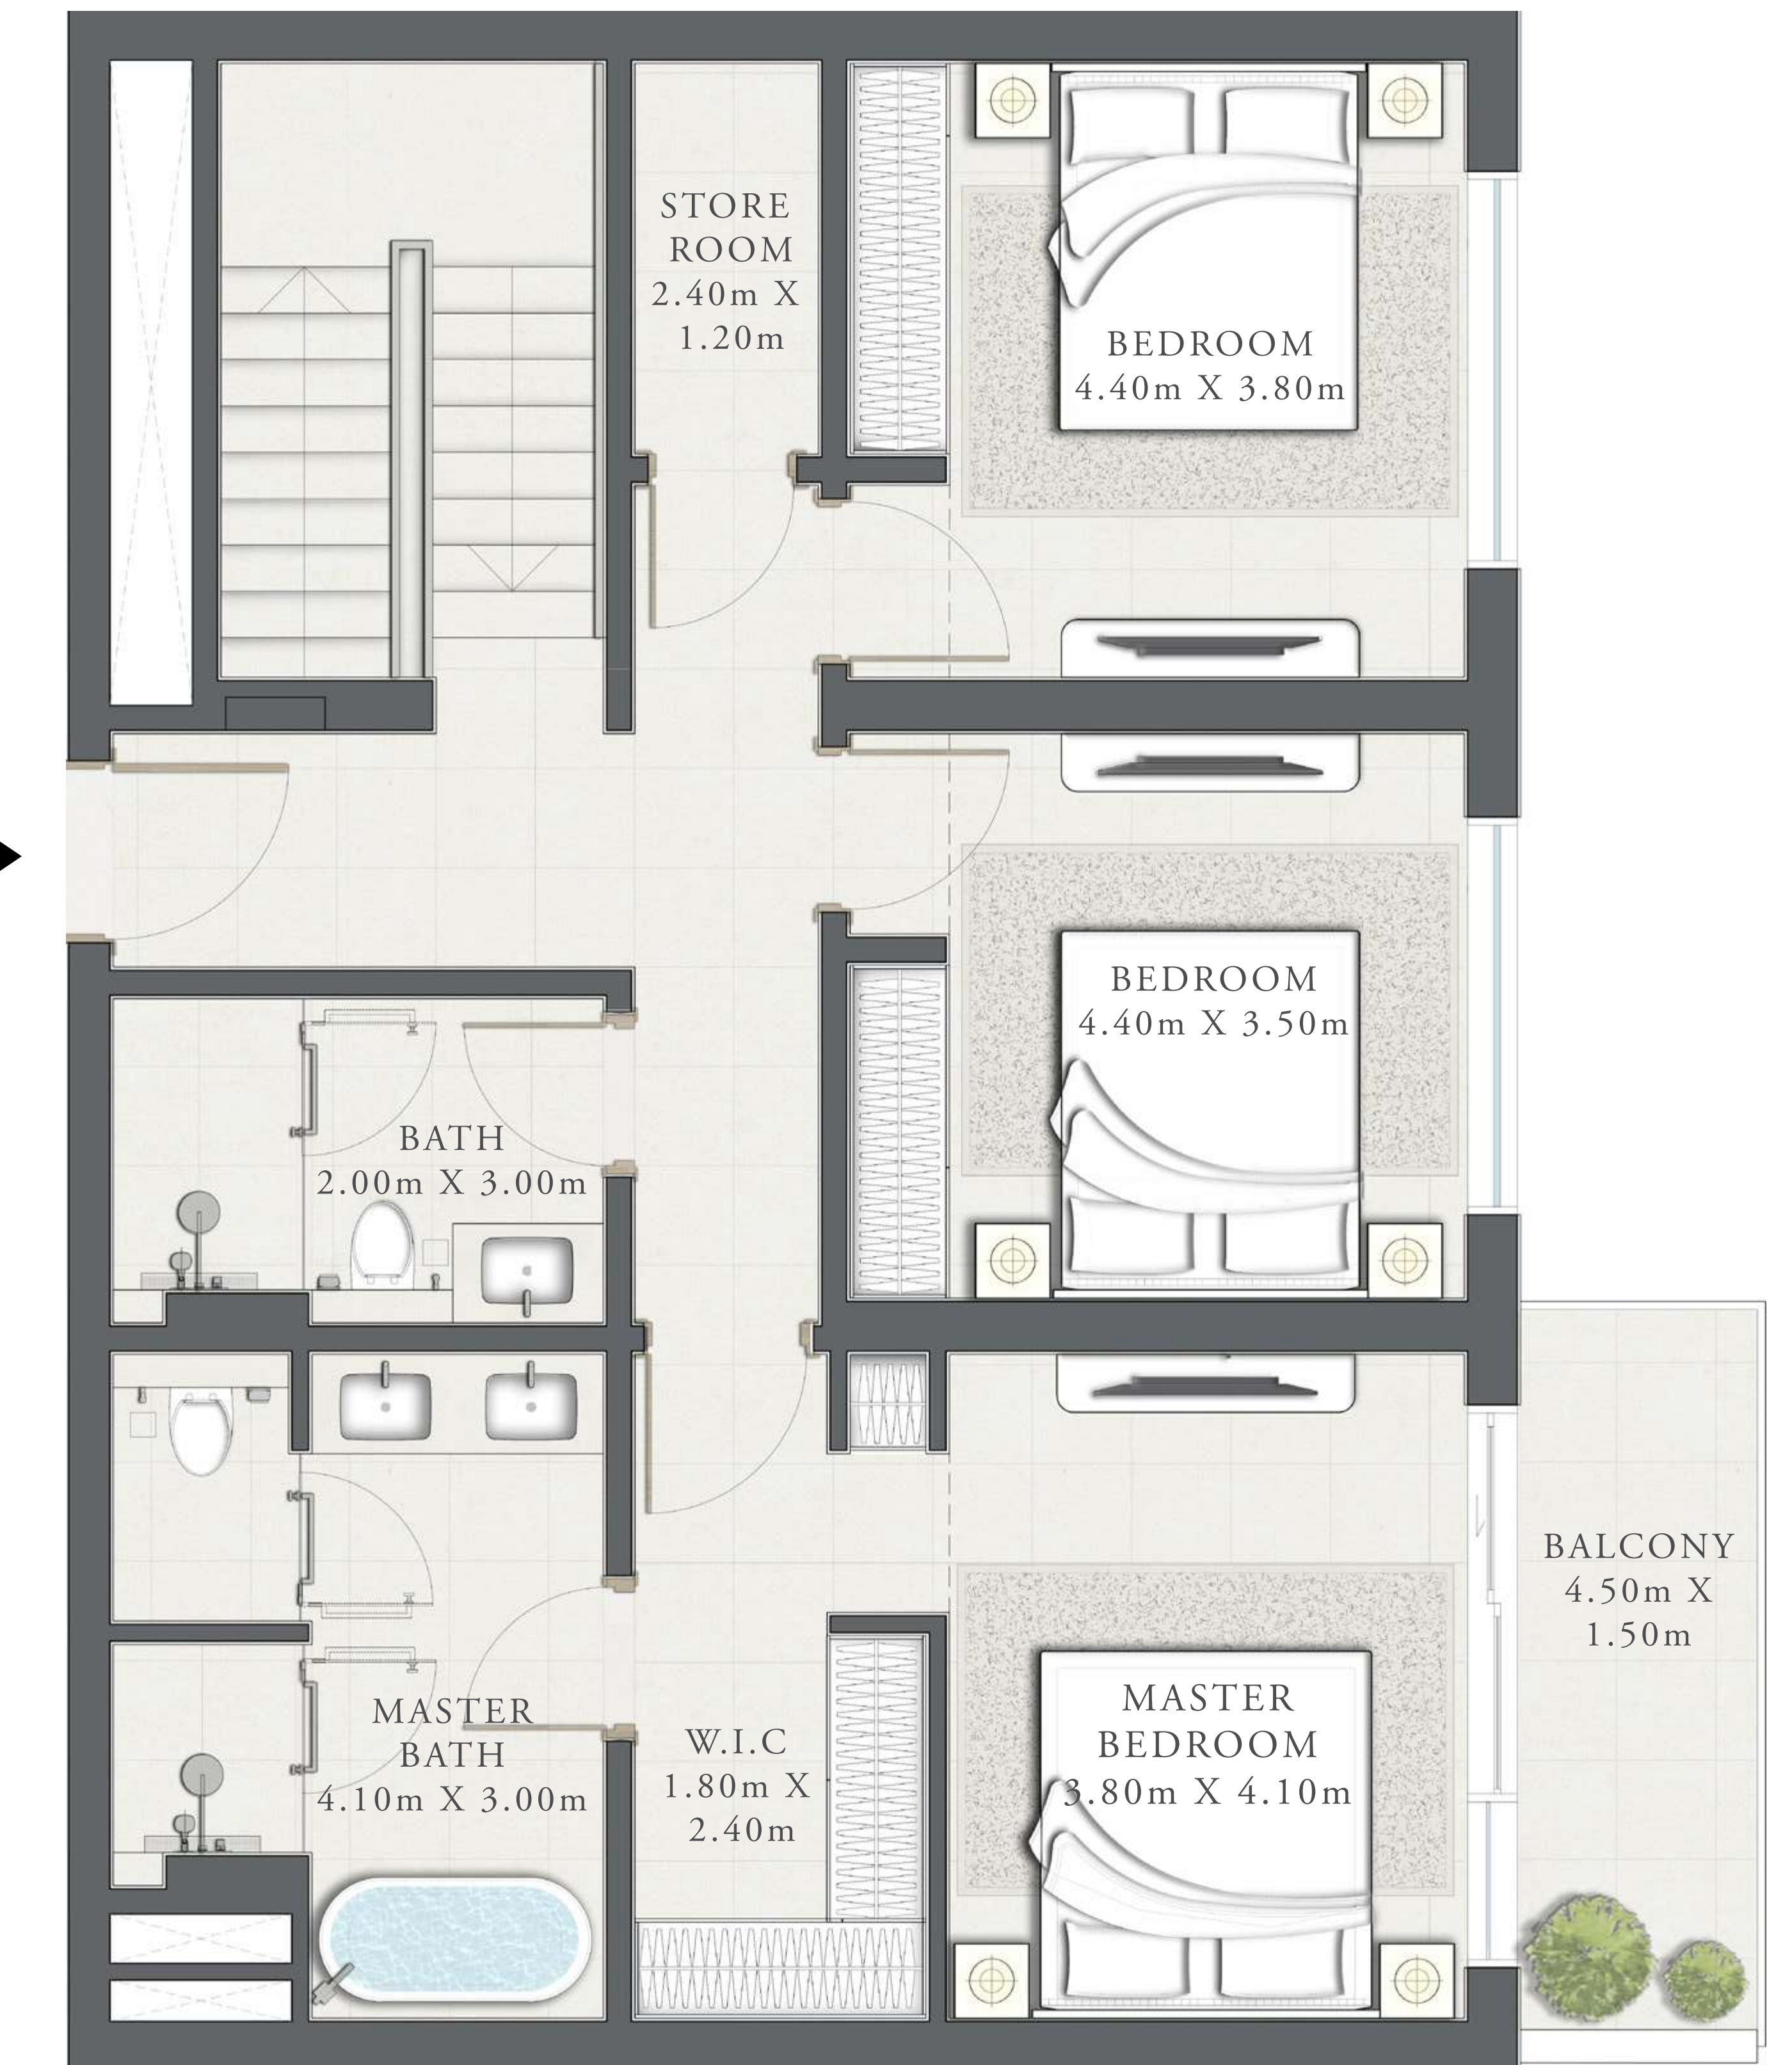 STORE
ROOM
2.40m X
1.20m
BEDROOM
4.40m X 3.80m
BEDROOM
4.40m X 3.50m
BATH
2.00m X 3.00m
BALCONY
4.50m X
1.50m
MASTER
BATH
4.10m X 3.00m
W.I.C
1.80m X
2.40m
MASTER
BEDROOM
3.80m X 4.10m